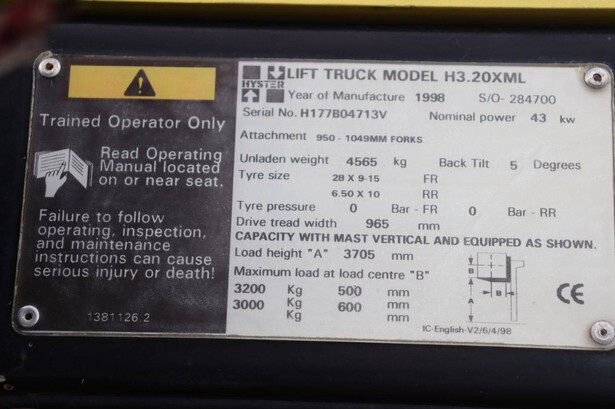 Trained Operator Only
Read Operating
Manual located
on or near seat.
Failure to follow
operating, inspection,
and maintenance
instructions can cause
serious injury or death!
1381126.2
HYSTER LIFT TRUCK MODEL H3.20XML
Year of Manufacture 1998 S/O- 284700
Serial No. H177B04713V Nominal power 43 kw
Attachment 950 - 1049MM FORKS
Unladen weight 4565 kg Back Tilt 5 Degrees
Tyre size 28 X 9-15 FR
6.50 X 10 RR
Tyre pressure 0 Bar - FR 0 Bar - RR
Drive tread width 965 mm
CAPACITY WITH MAST VERTICAL AND EQUIPPED AS SHOWN.
Load height "A" 3705 mm
Maximum load at load centre "B"
3200 Kg 500 mm
3000 Kg 600 mm
Kg mm
B
B
A
CE
IC-English-V2/6/4/98